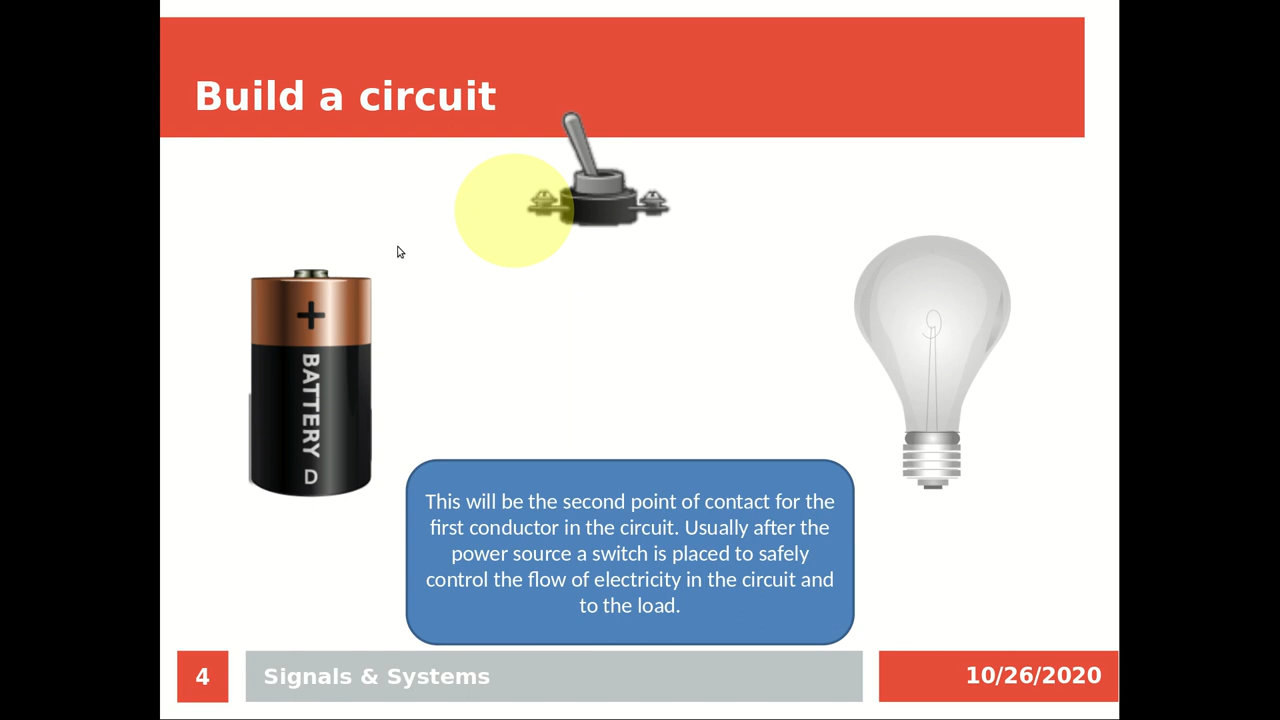 Build a circuit
+
BATTERY D
This will be the second point of contact for the
first conductor in the circuit. Usually after the
power source a switch is placed to safely
control the flow of electricity in the circuit and
to the load.
4
Signals & Systems
10/26/2020